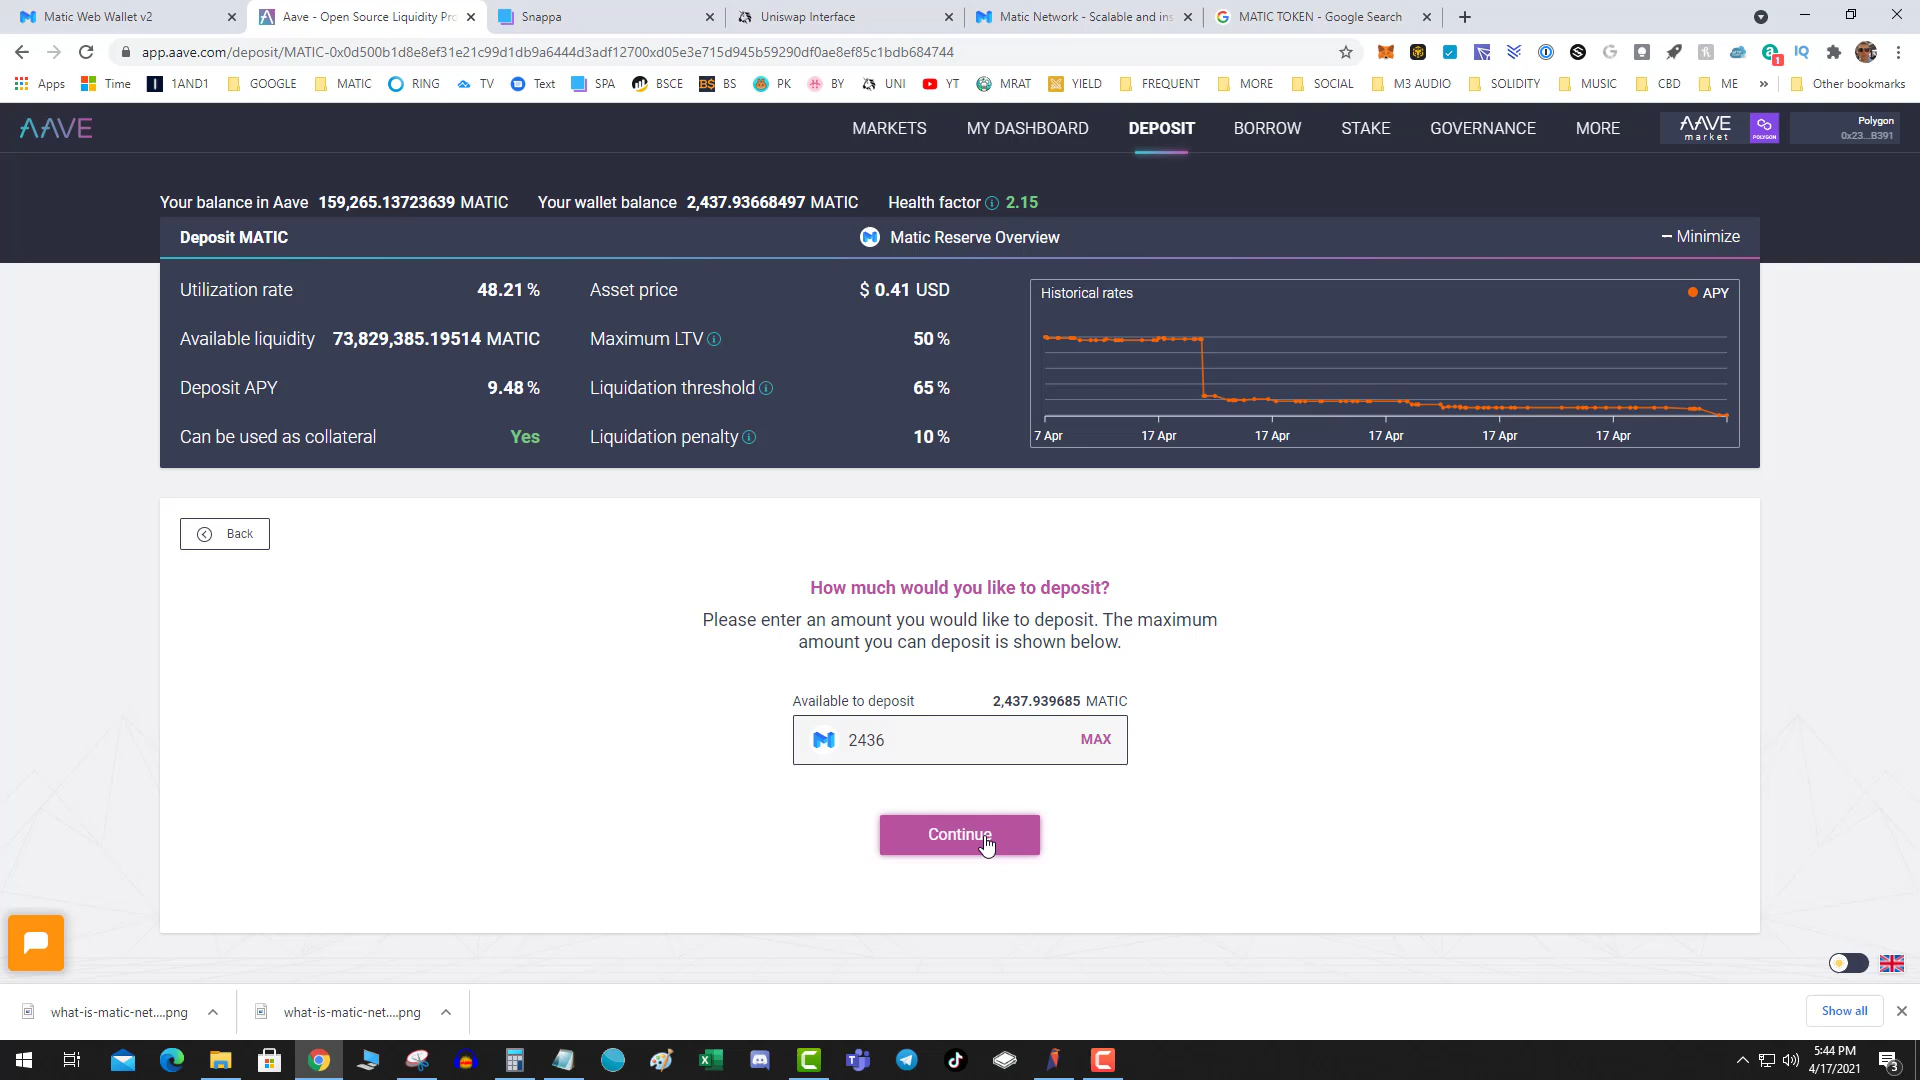 Matic Web Wallet v2
Aave - Open Source Liquidity Pro
Snappa
Uniswap Interface
Matic Network - Scalable and ins
MATIC TOKEN - Google Search
app.aave.com/deposit/MATIC-0x0d500b1d8e8ef31e21c99d1db9a6444d3adf12700xd05e3e715d945b59290df0ae8ef85c1bdb684744
Apps
Time
1AND1
GOOGLE
MATIC
RING
TV
Text
SPA
BSCE
BS
PK
BY
UNI
YT
MRAT
YIELD
FREQUENT
MORE
SOCIAL
M3 AUDIO
SOLIDITY
MUSIC
CBD
ME
»
Other bookmarks
AAVE
MARKETS
MY DASHBOARD
DEPOSIT
BORROW
STAKE
GOVERNANCE
MORE
AAVE
market
POLYGON
Polygon
0x23...B391
Your balance in Aave 159,265.13723639 MATIC
Your wallet balance 2,437.93668497 MATIC
Health factor 2.15
Deposit MATIC
Matic Reserve Overview
– Minimize
Utilization rate 48.21 %
Asset price $ 0.41 USD
Available liquidity 73,829,385.19514 MATIC
Maximum LTV 50 %
Deposit APY 9.48 %
Liquidation threshold 65 %
Can be used as collateral Yes
Liquidation penalty 10 %
Historical rates
APY
7 Apr
17 Apr
17 Apr
17 Apr
17 Apr
17 Apr
Back
How much would you like to deposit?
Please enter an amount you would like to deposit. The maximum
amount you can deposit is shown below.
Available to deposit 2,437.939685 MATIC
2436 MAX
Continue
what-is-matic-net....png
what-is-matic-net....png
Show all
5:44 PM
4/17/2021
3